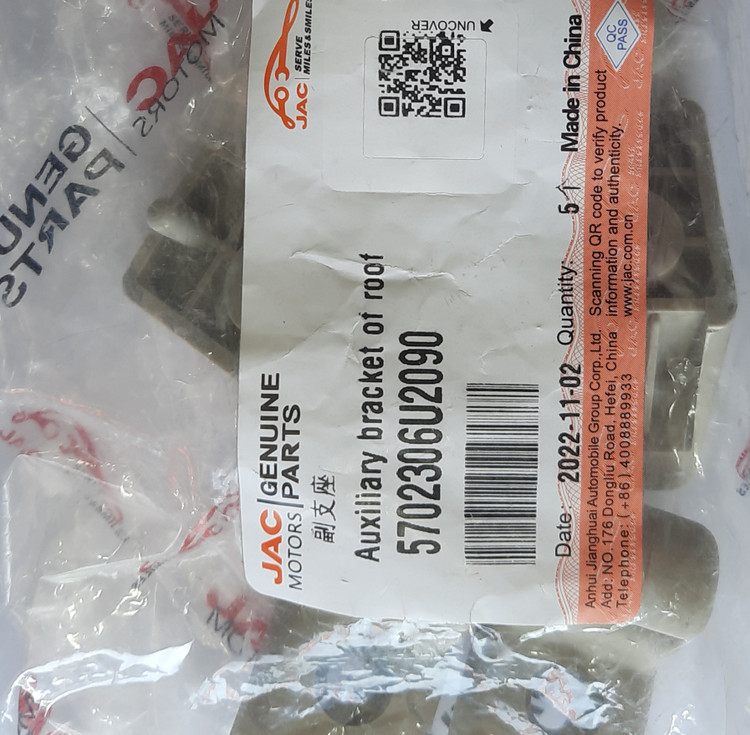 JAC MOTORS | GENUINE PARTS
JAC | SERVE MILES & SMILES
UNCOVER
副支座
Auxiliary bracket of roof
5702306U2090
Date: 2022-11-02 Quantity: 5 个 Made in China
QC PASS
Anhui Jianghuai Automobile Group Corp.,Ltd.
Add: NO.176 Dongliu Road, Hefei, China
Telephone: (+86)4008889933
Scanning QR code to verify product
information and authenticity.
www.jac.com.cn
JAC MOTORS
GENUINE PARTS